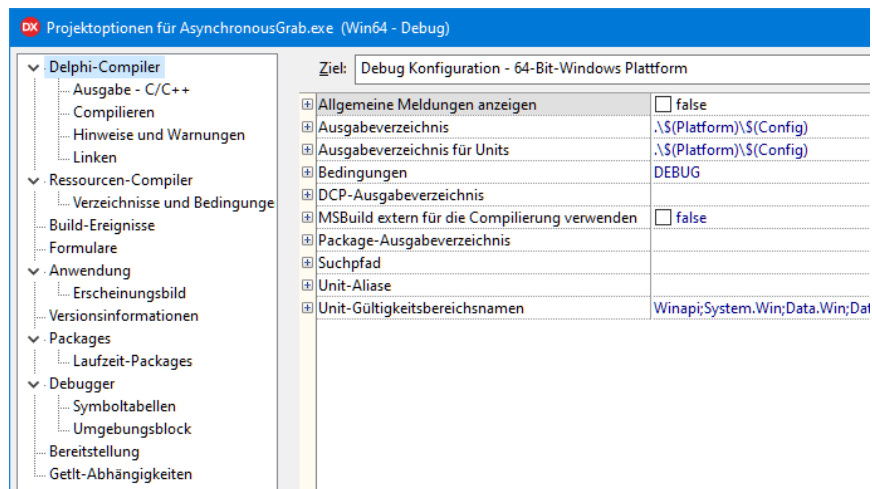 DX Projektoptionen für AsynchronousGrab.exe (Win64 - Debug)
Delphi-Compiler
Ausgabe - C/C++
Compilieren
Hinweise und Warnungen
Linken
Ressourcen-Compiler
Verzeichnisse und Bedingunge
Build-Ereignisse
Formulare
Anwendung
Erscheinungsbild
Versionsinformationen
Packages
Laufzeit-Packages
Debugger
Symboltabellen
Umgebungsblock
Bereitstellung
GetIt-Abhängigkeiten
Ziel: Debug Konfiguration - 64-Bit-Windows Plattform
Allgemeine Meldungen anzeigen false
Ausgabeverzeichnis .\$(Platform)\$(Config)
Ausgabeverzeichnis für Units .\$(Platform)\$(Config)
Bedingungen DEBUG
DCP-Ausgabeverzeichnis
MSBuild extern für die Compilierung verwenden false
Package-Ausgabeverzeichnis
Suchpfad
Unit-Aliase
Unit-Gültigkeitsbereichsnamen Winapi;System.Win;Data.Win;Dat